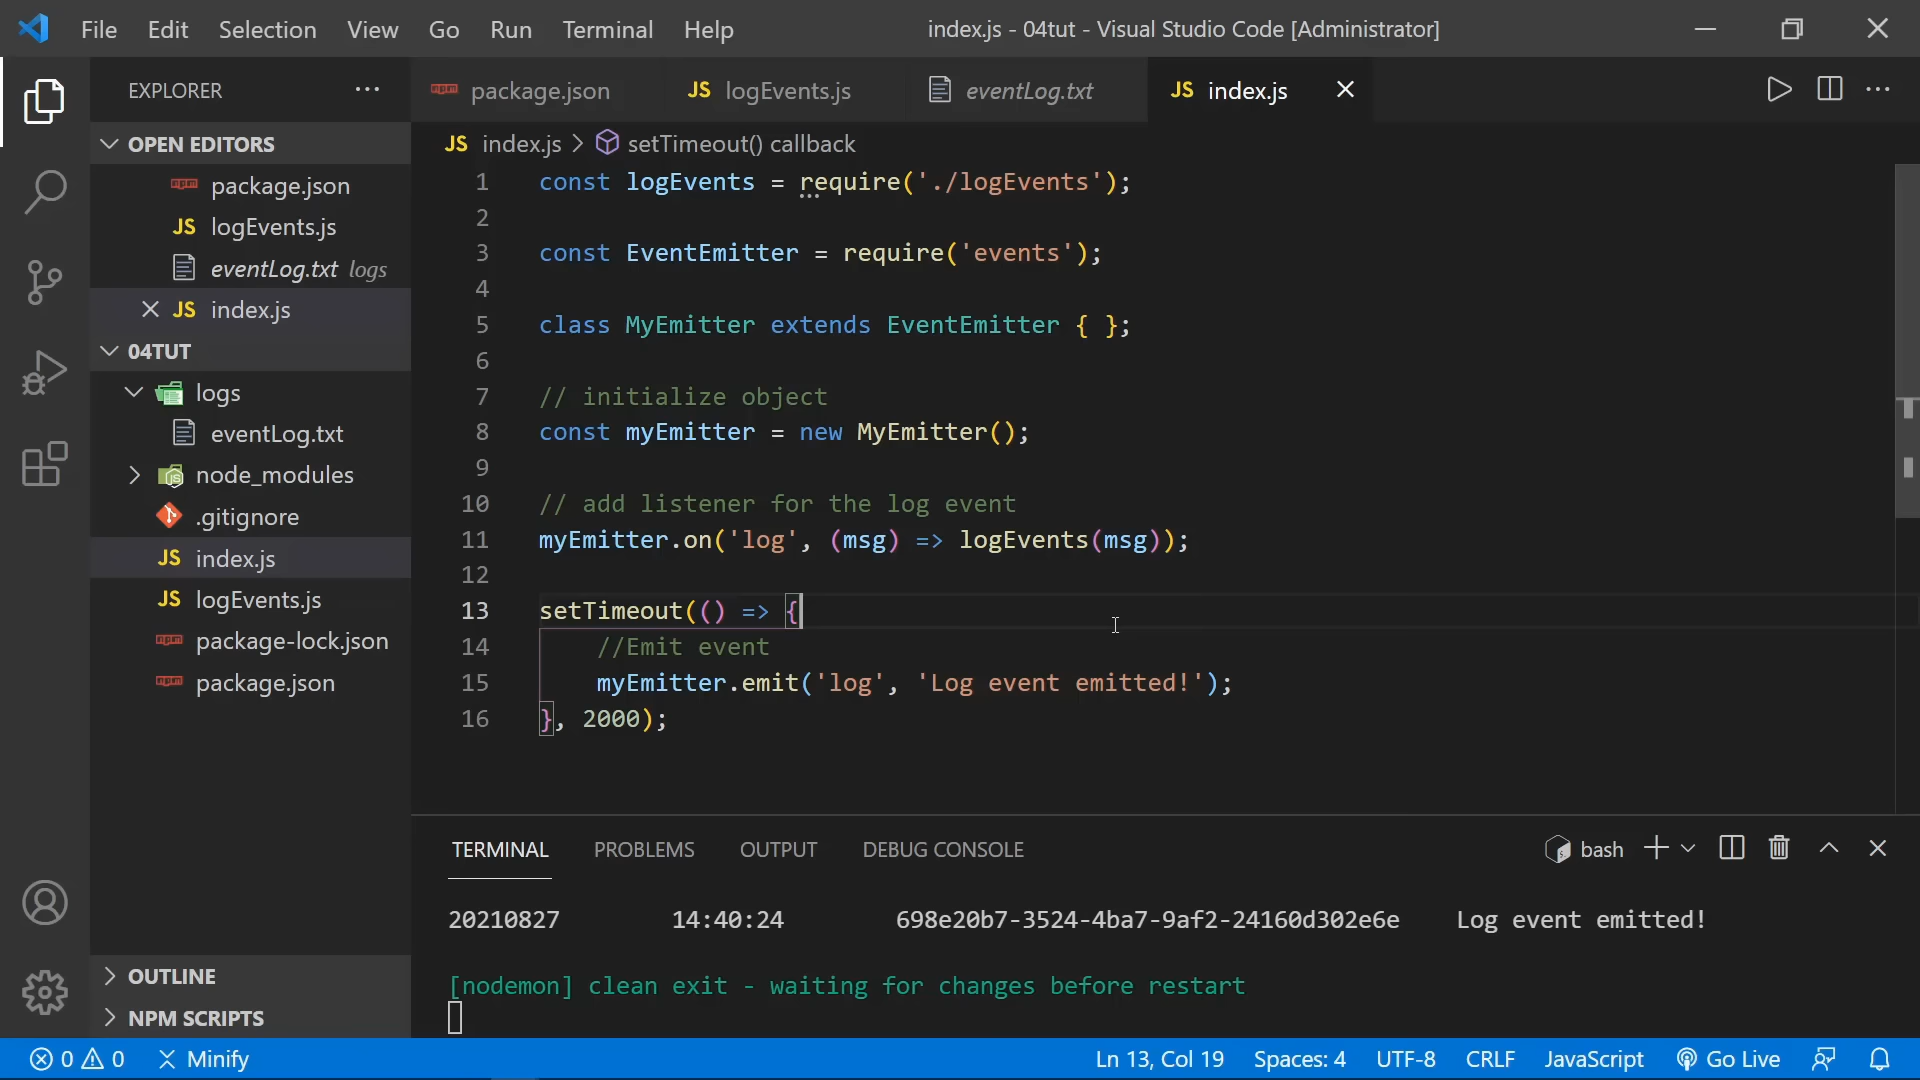 File Edit Selection View Go Run Terminal Help index.js - 04tut - Visual Studio Code [Administrator]
EXPLORER
OPEN EDITORS
package.json
logEvents.js
eventLog.txt logs
JS index.js
04TUT
logs
eventLog.txt
node_modules
.gitignore
JS index.js
JS logEvents.js
package-lock.json
package.json
OUTLINE
NPM SCRIPTS
package.json JS logEvents.js eventLog.txt JS index.js
JS index.js > setTimeout() callback
1 const logEvents = require('./logEvents');
2
3 const EventEmitter = require('events');
4
5 class MyEmitter extends EventEmitter { };
6
7 // initialize object
8 const myEmitter = new MyEmitter();
9
10 // add listener for the log event
11 myEmitter.on('log', (msg) => logEvents(msg));
12
13 setTimeout(() => {
14 //Emit event
15 myEmitter.emit('log', 'Log event emitted!');
16 }, 2000);
TERMINAL PROBLEMS OUTPUT DEBUG CONSOLE bash
20210827 14:40:24 698e20b7-3524-4ba7-9af2-24160d302e6e Log event emitted!
[nodemon] clean exit - waiting for changes before restart
0 0 Minify Ln 13, Col 19 Spaces: 4 UTF-8 CRLF JavaScript Go Live